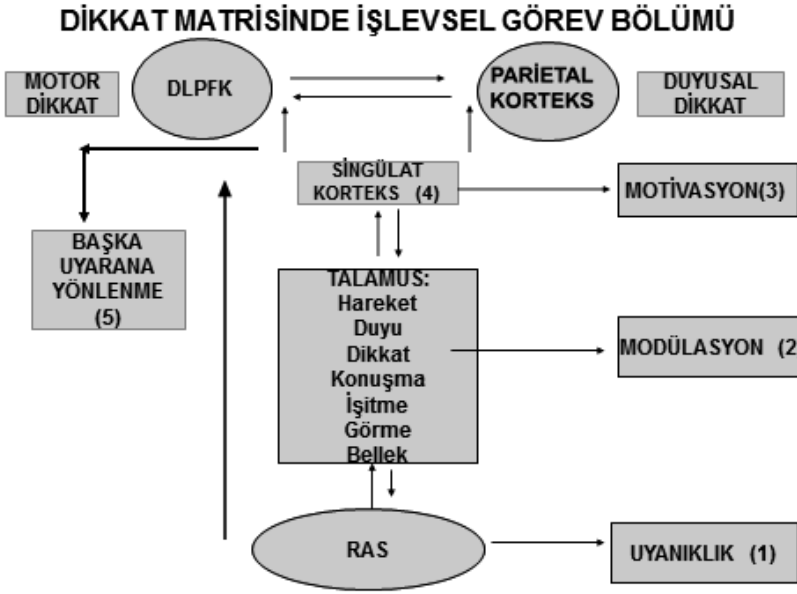 DİKKAT MATRİSİNDE İŞLEVSEL GÖREV BÖLÜMÜ
MOTOR
DİKKAT
DLPFK
PARİETAL
KORTEKS
DUYUSAL
DİKKAT
SİNGÜLAT
KORTEKS (4)
MOTİVASYON(3)
BAŞKA
UYARANA
YÖNLENME
(5)
TALAMUS:
Hareket
Duyu
Dikkat
Konuşma
İşitme
Görme
Bellek
MODÜLASYON (2
RAS
UYANIKLIK (1)